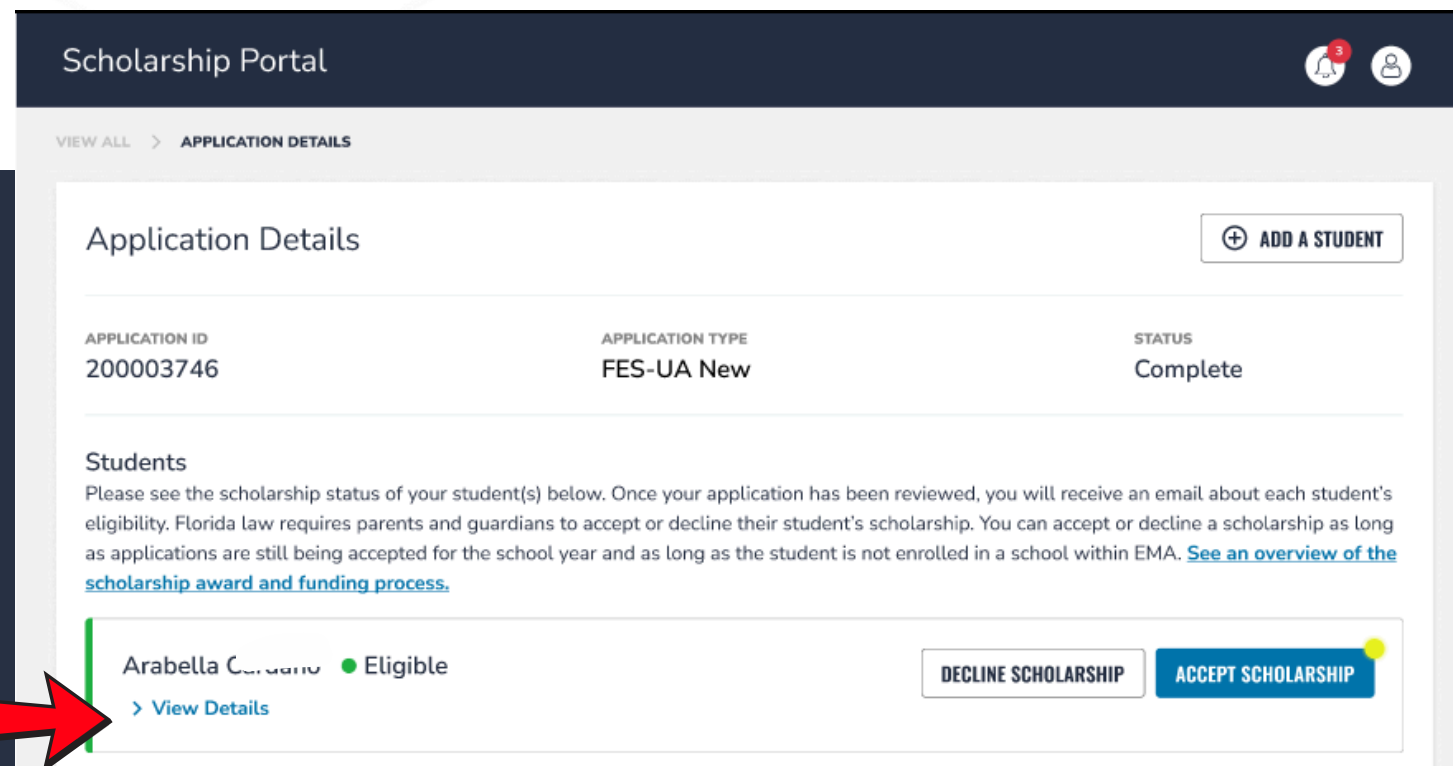 Scholarship Portal
3
VIEW ALL > APPLICATION DETAILS
Application Details
ADD A STUDENT
APPLICATION ID
APPLICATION TYPE
STATUS
200003746
FES-UA New
Complete
Students
Please see the scholarship status of your student(s) below. Once your application has been reviewed, you will receive an email about each student's
eligibility. Florida law requires parents and guardians to accept or decline their student's scholarship. You can accept or decline a scholarship as long
as applications are still being accepted for the school year and as long as the student is not enrolled in a school within EMA. See an overview of the
scholarship award and funding process.
Arabella
Eligible
DECLINE SCHOLARSHIP
ACCEPT SCHOLARSHIP
> View Details